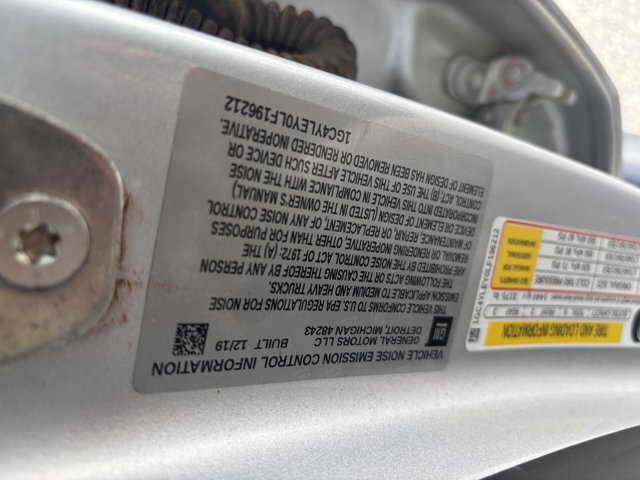 VEHICLE NOISE EMISSION CONTROL INFORMATION
GM
GENERAL MOTORS LLC
DETROIT, MICHIGAN 48243
BUILT 12/19
THIS VEHICLE CONFORMS TO U.S. EPA REGULATIONS FOR NOISE
EMISSION APPLICABLE TO MEDIUM AND HEAVY TRUCKS.
THE FOLLOWING ACTS OR THE CAUSING THEREOF BY ANY PERSON
ARE PROHIBITED BY THE NOISE CONTROL ACT OF 1972: (A) THE
REMOVAL OR RENDERING INOPERATIVE, OTHER THAN FOR PURPOSES
OF MAINTENANCE, REPAIR, OR REPLACEMENT, OF ANY NOISE CONTROL
DEVICE OR ELEMENT OF DESIGN (LISTED IN THE OWNER'S MANUAL)
INCORPORATED INTO THIS VEHICLE IN COMPLIANCE WITH THE NOISE
CONTROL ACT; (B) THE USE OF THIS VEHICLE AFTER SUCH DEVICE OR
ELEMENT OF DESIGN HAS BEEN REMOVED OR RENDERED INOPERATIVE.
1GC4YLEY0LF196212
TIRE AND LOADING INFORMATION
1GC4YLEY0LF196212